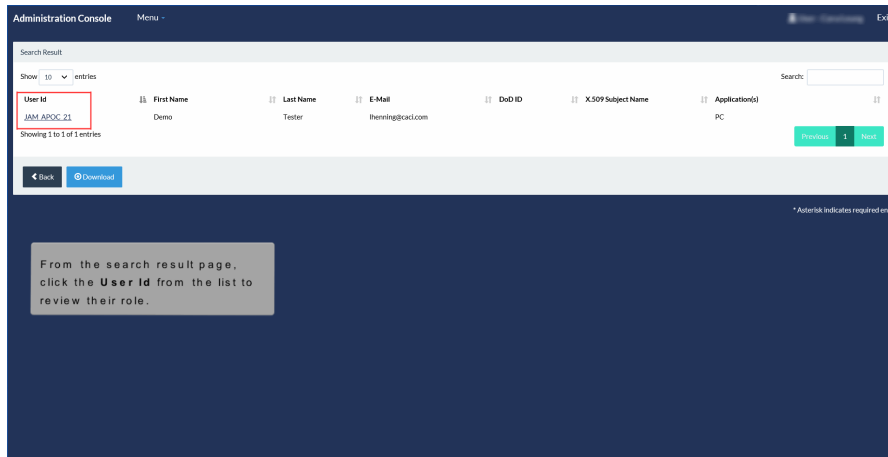 Administration Console Menu -
Exi
Search Result
Show 10 entries
Search:
User Id First Name Last Name E-Mail DoD ID X.509 Subject Name Application(s)
JAM_APOC_21 Demo Tester lhenning@caci.com PC
Showing 1 to 1 of 1 entries
Previous 1 Next
Back Download
* Asterisk indicates required en
From the search result page,
click the User Id from the list to
review their role.